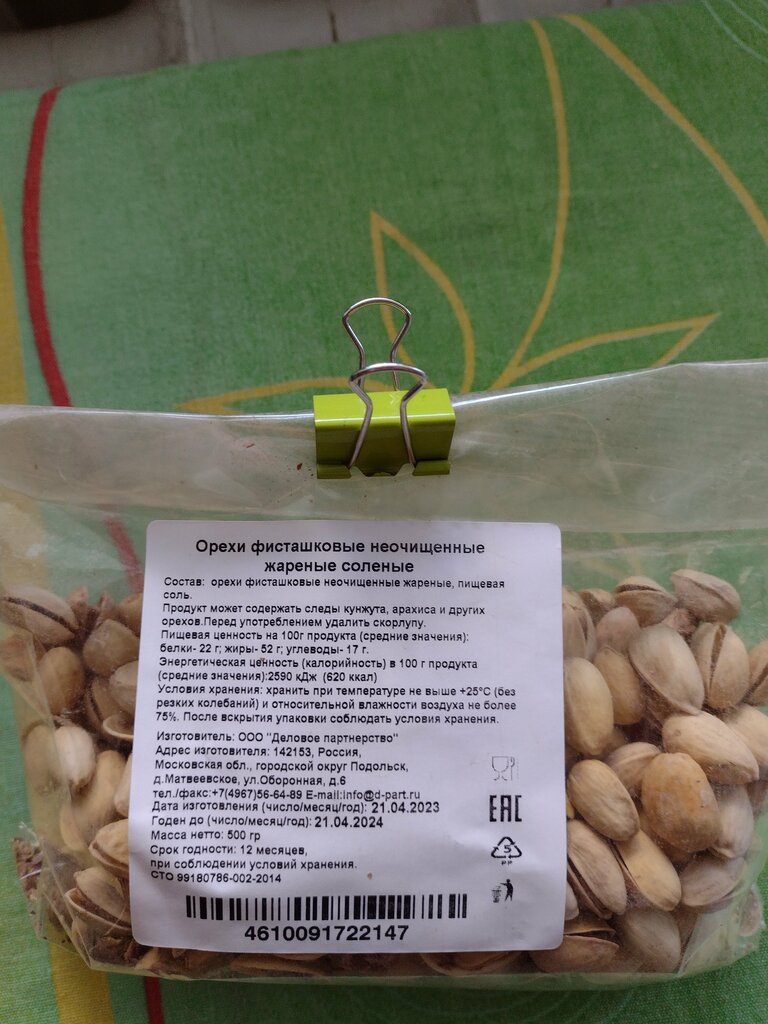 Орехи фисташковые неочищенные
жареные соленые
Состав: орехи фисташковые неочищенные жареные, пищевая
соль.
Продукт может содержать следы кунжута, арахиса и других
орехов.Перед употреблением удалить скорлупу.
Пищевая ценность на 100г продукта (средние значения):
белки- 22 г; жиры- 52 г; углеводы- 17 г.
Энергетическая ценность (калорийность) в 100 г продукта
(средние значения):2590 кДж (620 ккал)
Условия хранения: хранить при температуре не выше +25°С (без
резких колебаний) и относительной влажности воздуха не более
75%. После вскрытия упаковки соблюдать условия хранения.
Изготовитель: ООО "Деловое партнерство"
Адрес изготовителя: 142153, Россия,
Московская обл., городской округ Подольск,
д.Матвеевское, ул.Оборонная, д.6
тел./факс:+7(4967)56-64-89 E-mail:info@d-part.ru
Дата изготовления (число/месяц/год): 21.04.2023
Годен до (число/месяц/год): 21.04.2024
Масса нетто: 500 гр
Срок годности: 12 месяцев,
при соблюдении условий хранения.
СТО 99180786-002-2014
EAC
5
PP
4610091722147